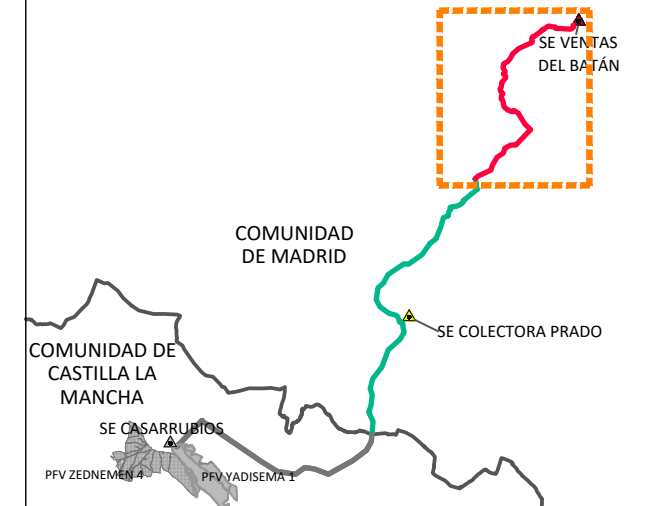 SE VENTAS
DEL BATÁN
COMUNIDAD
DE MADRID
SE COLECTORA PRADO
COMUNIDAD DE
CASTILLA LA
MANCHA
SE CASARRUBIOS
PFV ZEDNEMEN 4
PFV YADISEMA 1